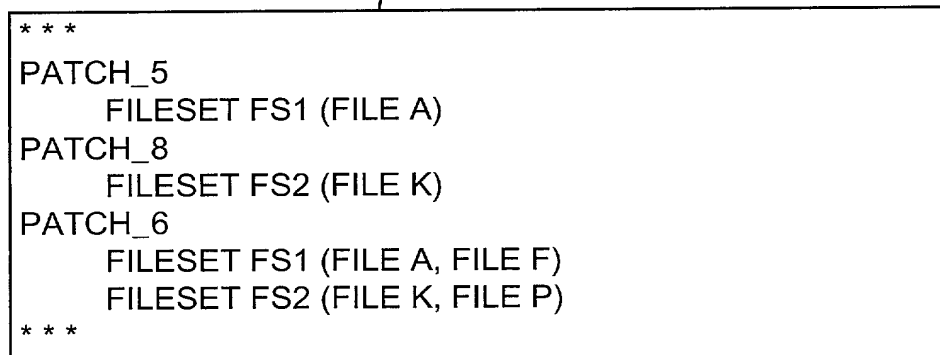 * * *
PATCH_5
FILESET FS1 (FILE A)
PATCH_8
FILESET FS2 (FILE K)
PATCH_6
FILESET FS1 (FILE A, FILE F)
FILESET FS2 (FILE K, FILE P)
* * *